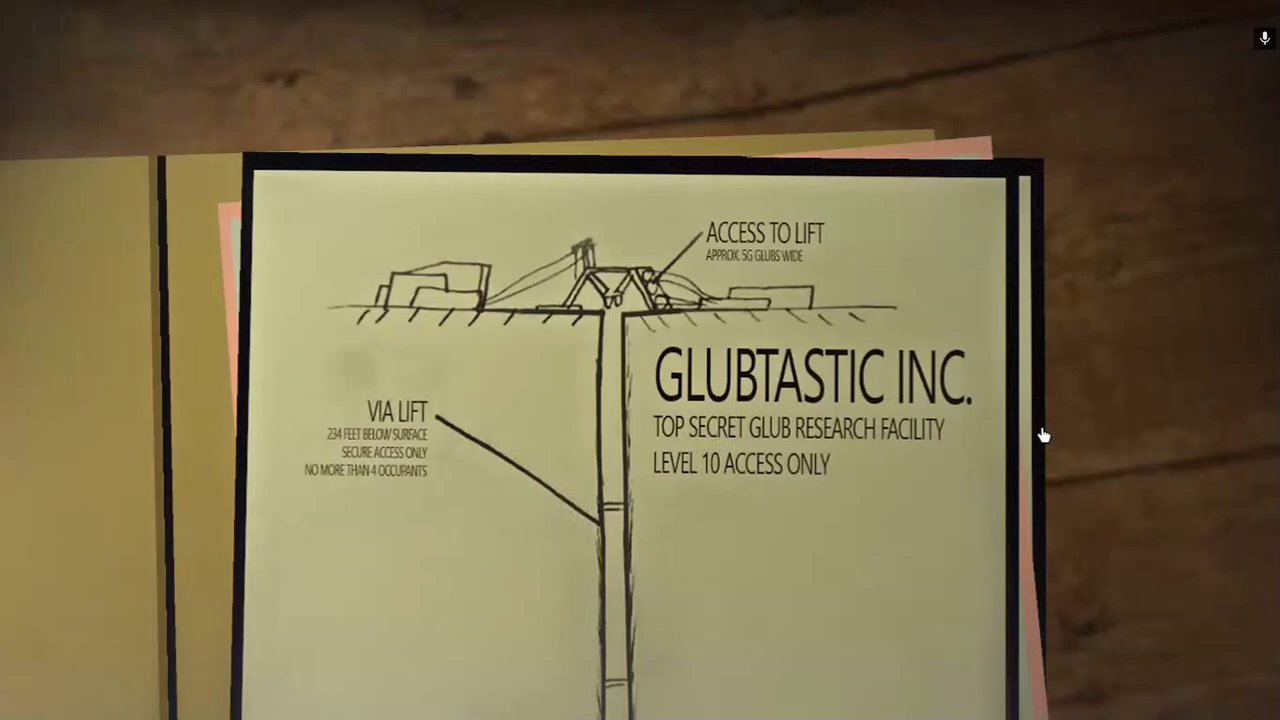 ACCESS TO LIFT
APPROX. 5G GLUBS WIDE
GLUBTASTIC INC.
TOP SECRET GLUB RESEARCH FACILITY
LEVEL 10 ACCESS ONLY
VIA LIFT
234 FEET BELOW SURFACE
SECURE ACCESS ONLY
NO MORE THAN 4 OCCUPANTS